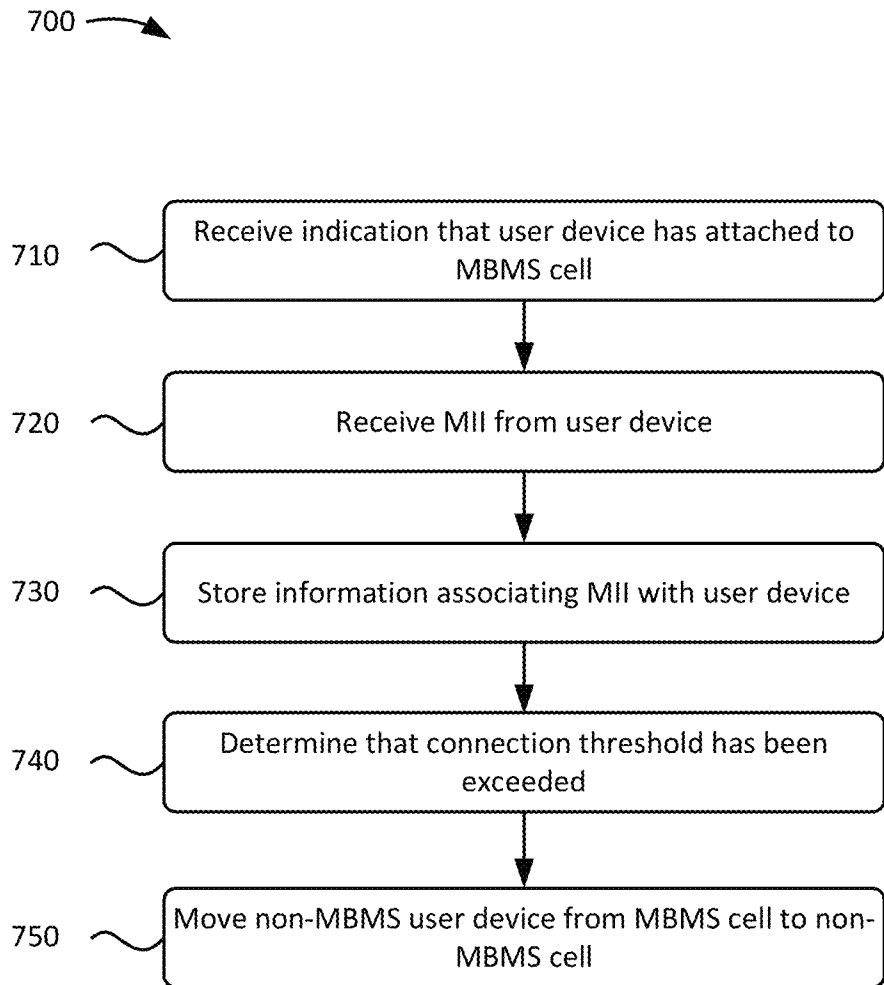 700
710
Receive indication that user device has attached to
MBMS cell
720
Receive MII from user device
730
Store information associating MII with user device
740
Determine that connection threshold has been
exceeded
750
Move non-MBMS user device from MBMS cell to non-
MBMS cell